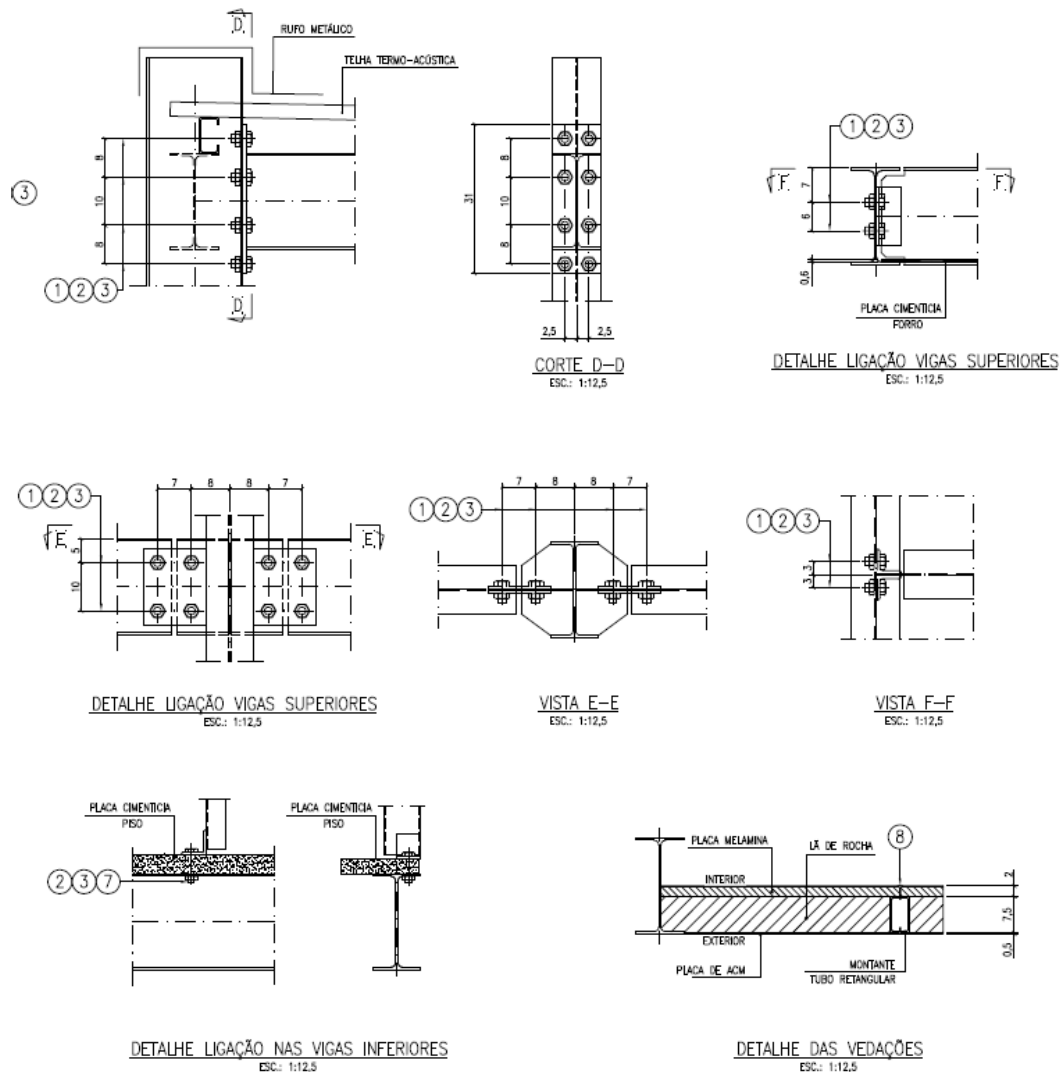 D
RUFO METÁLICO
TELHA TERMO-ACÚSTICA
8
10
8
3
1 2 3
D
31
8
10
8
2,5 2,5
CORTE D-D
ESC.: 1:12,5
1 2 3
F F
7
6
0,6
PLACA CIMENTICIA
FORRO
DETALHE LIGAÇÃO VIGAS SUPERIORES
ESC.: 1:12,5
7 8 8 7
1 2 3
E E
5
10
DETALHE LIGAÇÃO VIGAS SUPERIORES
ESC.: 1:12,5
7 8 8 7
1 2 3
VISTA E-E
ESC.: 1:12,5
1 2 3
3
3
VISTA F-F
ESC.: 1:12,5
PLACA CIMENTICIA
PISO
2 3 7
PLACA CIMENTICIA
PISO
DETALHE LIGAÇÃO NAS VIGAS INFERIORES
ESC.: 1:12,5
PLACA MELAMINA
LÃ DE ROCHA
8
INTERIOR
2
7,5
0,5
EXTERIOR
PLACA DE ACM
MONTANTE
TUBO RETANGULAR
DETALHE DAS VEDAÇÕES
ESC.: 1:12,5